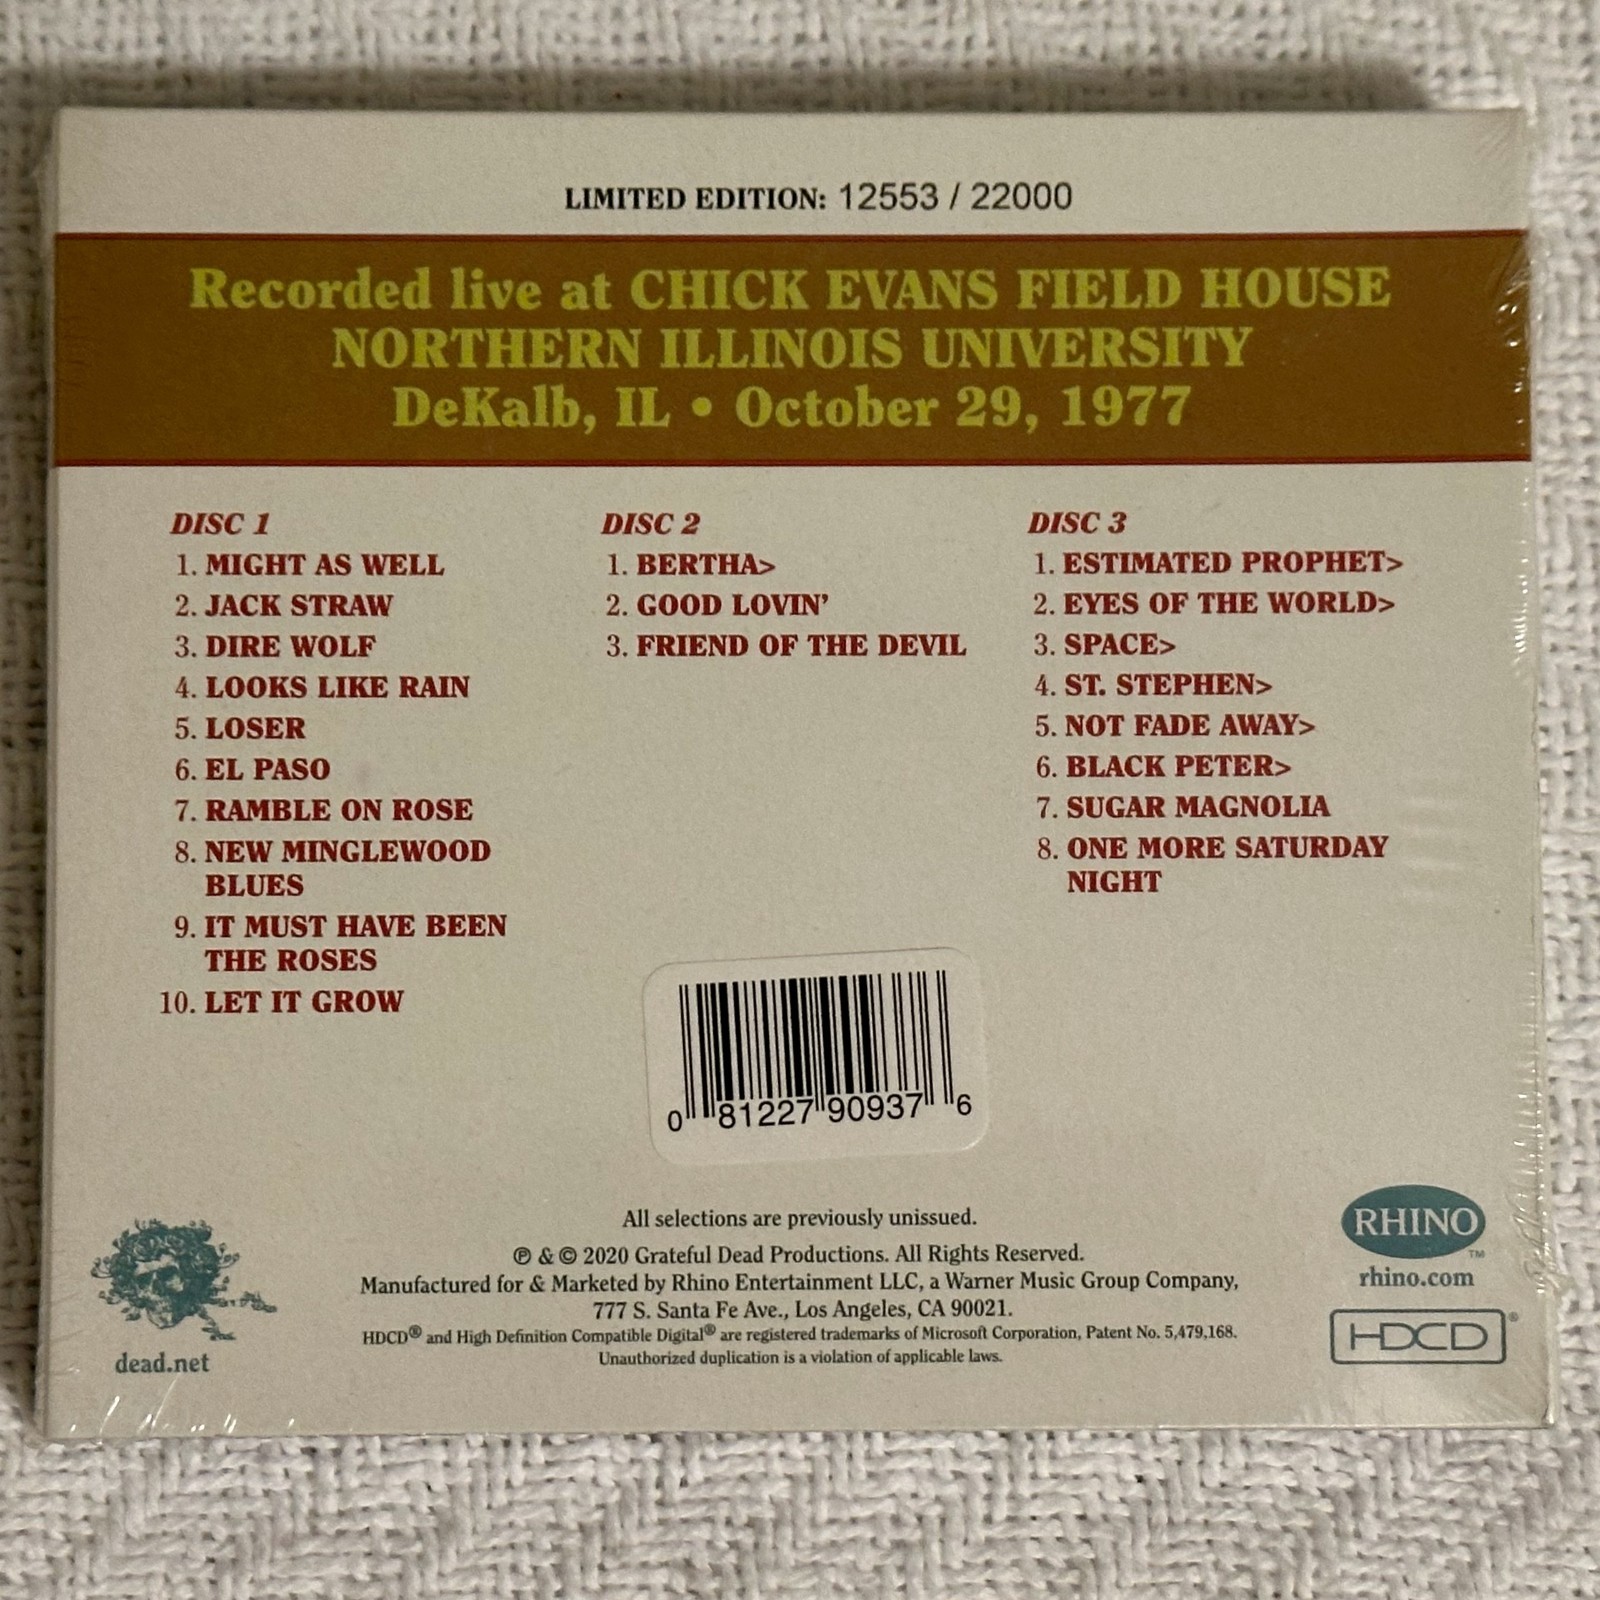 LIMITED EDITION: 12553 / 22000
Recorded live at CHICK EVANS FIELD HOUSE
NORTHERN ILLINOIS UNIVERSITY
DeKalb, IL • October 29, 1977
DISC 1
1. MIGHT AS WELL
2. JACK STRAW
3. DIRE WOLF
4. LOOKS LIKE RAIN
5. LOSER
6. EL PASO
7. RAMBLE ON ROSE
8. NEW MINGLEWOOD
BLUES
9. IT MUST HAVE BEEN
THE ROSES
10. LET IT GROW
DISC 2
1. BERTHA>
2. GOOD LOVIN’
3. FRIEND OF THE DEVIL
DISC 3
1. ESTIMATED PROPHET>
2. EYES OF THE WORLD>
3. SPACE>
4. ST. STEPHEN>
5. NOT FADE AWAY>
6. BLACK PETER>
7. SUGAR MAGNOLIA
8. ONE MORE SATURDAY
NIGHT
0 81227 90937 6
All selections are previously unissued.
℗ & © 2020 Grateful Dead Productions. All Rights Reserved.
Manufactured for & Marketed by Rhino Entertainment LLC, a Warner Music Group Company,
777 S. Santa Fe Ave., Los Angeles, CA 90021.
HDCD® and High Definition Compatible Digital® are registered trademarks of Microsoft Corporation, Patent No. 5,479,168.
Unauthorized duplication is a violation of applicable laws.
dead.net
RHINO™
rhino.com
HDCD®